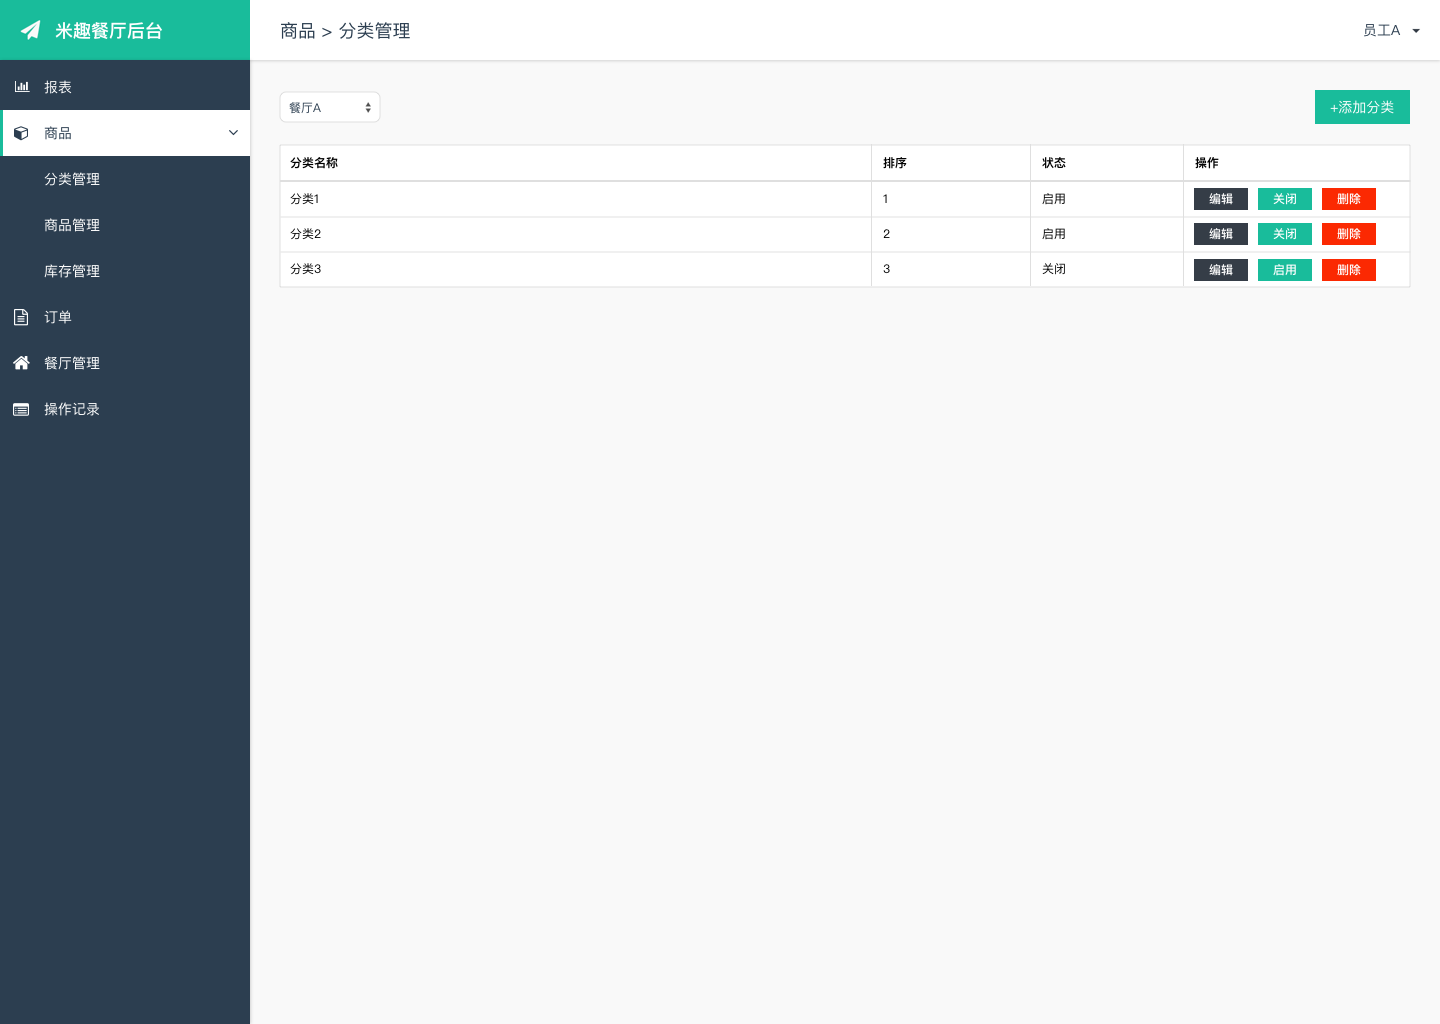 米趣餐厅后台
商品 > 分类管理
员工A
报表
商品
分类管理
商品管理
库存管理
订单
餐厅管理
操作记录
餐厅A
+添加分类
分类名称 排序 状态 操作
分类1 1 启用 编辑 关闭 删除
分类2 2 启用 编辑 关闭 删除
分类3 3 关闭 编辑 启用 删除